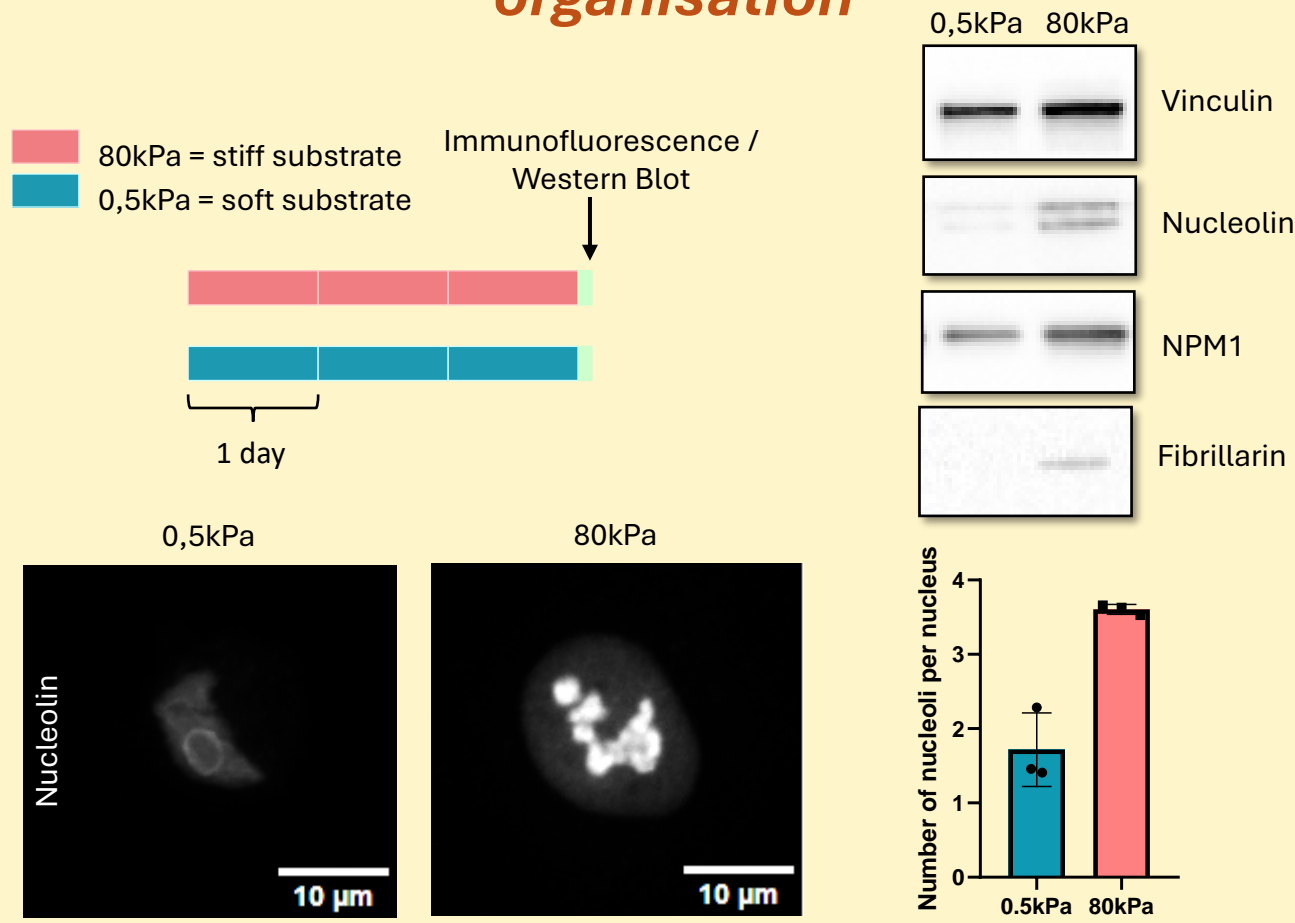 organisation
80kPa = stiff substrate
0,5kPa = soft substrate
Immunofluorescence /
Western Blot
1 day
0,5kPa 80kPa
Vinculin
Nucleolin
NPM1
Fibrillarin
0,5kPa
80kPa
Nucleolin
10 µm
10 µm
Number of nucleoli per nucleus
4
3
2
1
0
0.5kPa 80kPa